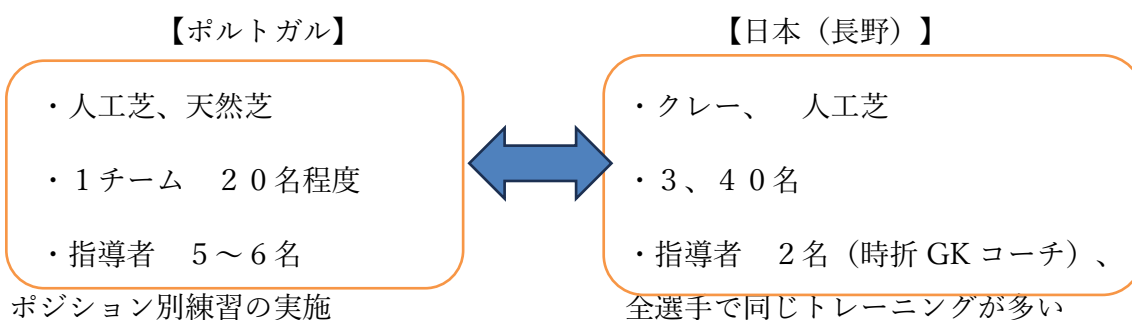 【ポルトガル】
・人工芝、天然芝
・1チーム　２０名程度
・指導者　５～６名
ポジション別練習の実施
【日本（長野）】
・クレー、　人工芝
・３、４０名
・指導者　２名（時折 GK コーチ）、
全選手で同じトレーニングが多い